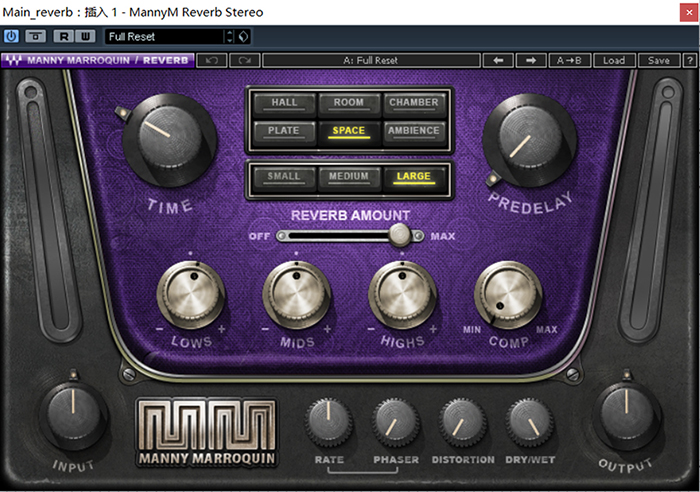 Main_reverb：插入 1 - MannyM Reverb Stereo
R W Full Reset
MANNY MARROQUIN / REVERB A: Full Reset A→B Load Save ?
HALL ROOM CHAMBER
PLATE SPACE AMBIENCE
SMALL MEDIUM LARGE
TIME PREDELAY
REVERB AMOUNT
OFF MAX
- + - + - + MIN MAX
LOWS MIDS HIGHS COMP
MANNY MARROQUIN
INPUT RATE PHASER DISTORTION DRY/WET OUTPUT